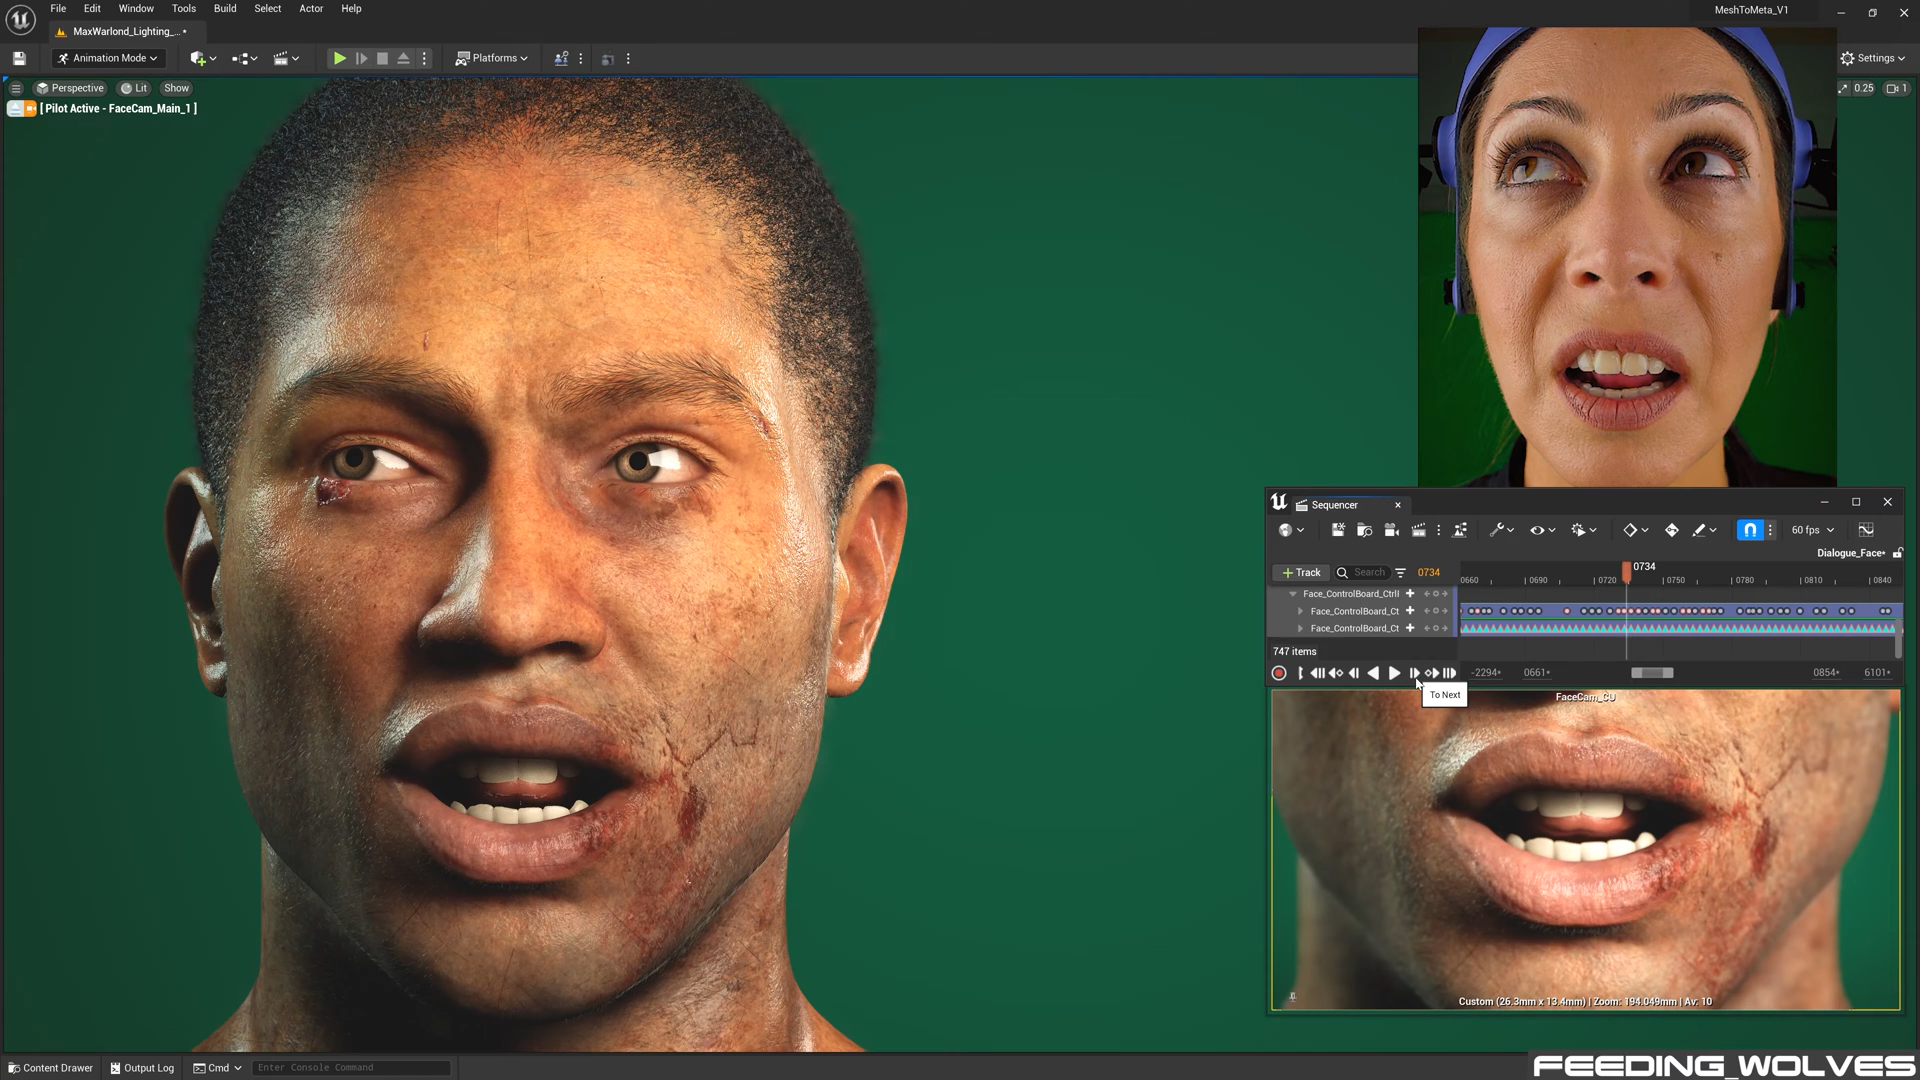 File Edit Window Tools Build Select Actor Help
MeshToMeta_V1
MaxWarlond_Lighting_...*
Animation Mode
Platforms
Settings
Perspective Lit Show
0.25 1
[ Pilot Active - FaceCam_Main_1 ]
Sequencer
60 fps
Dialogue_Face*
+ Track Search 0734
0734
0660 0690 0720 0750 0780 0810 0840
Face_ControlBoard_Ctrll
Face_ControlBoard_Ct
Face_ControlBoard_Ct
747 items
-2294+ 0661+ 0854+ 6101+
To Next
FaceCam_CU
Custom (26.3mm x 13.4mm) | Zoom: 194.049mm | Av: 10
Content Drawer Output Log Cmd Enter Console Command
FEEDING_WOLVES